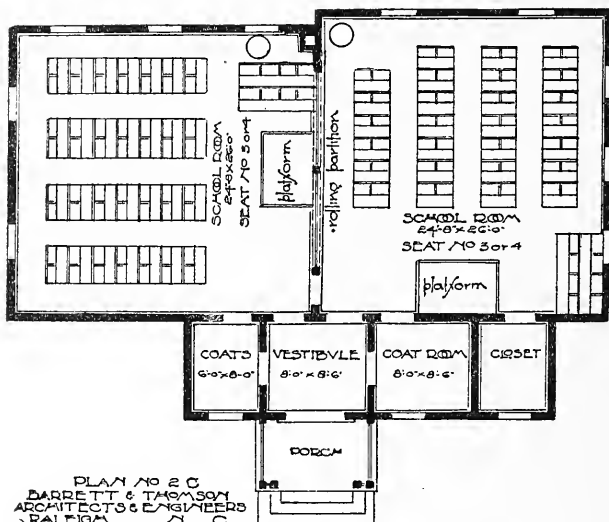 SCHOOL ROOM
24'-8"x26'-0"
SEAT NO 3 or 4
platform
rolling partition
SCHOOL ROOM
24'-8"x26'-0"
SEAT NO 3 or 4
platform
COATS
6'-0"x8'-0"
VESTIBVLE
8'-0"x8'-6"
COAT ROOM
8'-0"x8'-6"
CLOSET
PORCH
PLAN NO 2 C
BARRETT & THOMSON
ARCHITECTS & ENGINEERS
RALEIGH N C